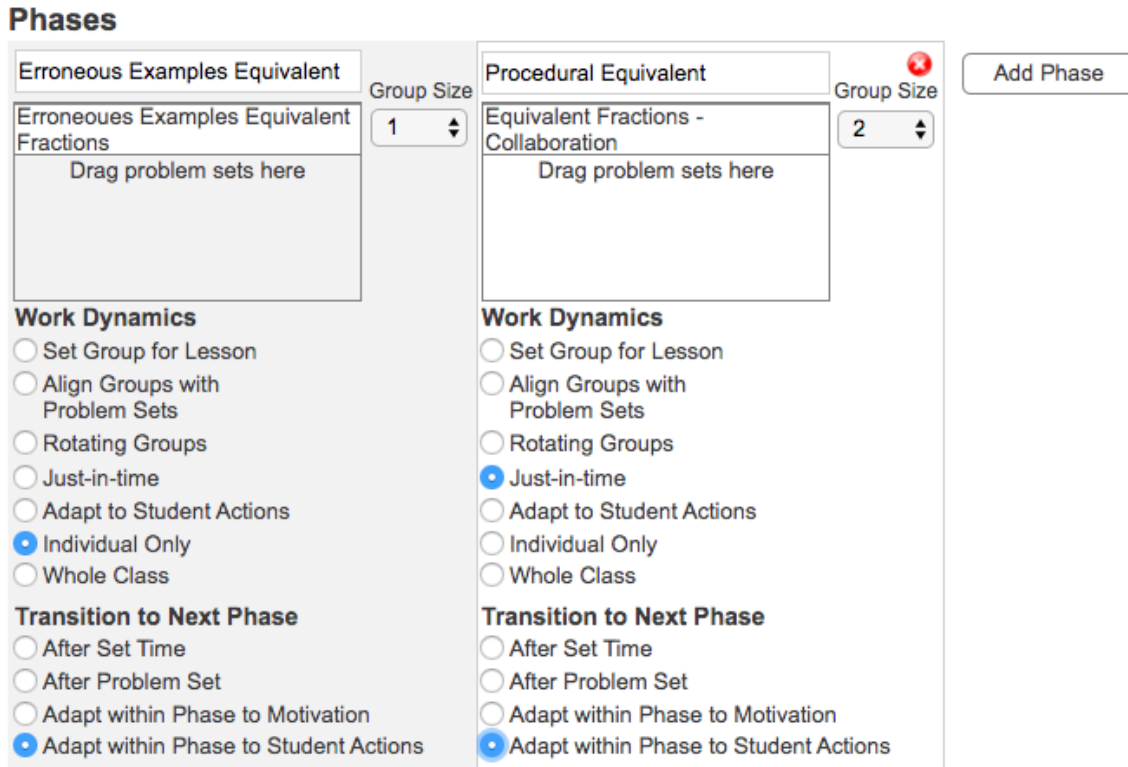 Phases
Erroneous Examples Equivalent
Group Size
1
Erroneoues Examples Equivalent
Fractions
Drag problem sets here
Work Dynamics
Set Group for Lesson
Align Groups with
Problem Sets
Rotating Groups
Just-in-time
Adapt to Student Actions
Individual Only
Whole Class
Transition to Next Phase
After Set Time
After Problem Set
Adapt within Phase to Motivation
Adapt within Phase to Student Actions
Procedural Equivalent
Group Size
2
Equivalent Fractions -
Collaboration
Drag problem sets here
Work Dynamics
Set Group for Lesson
Align Groups with
Problem Sets
Rotating Groups
Just-in-time
Adapt to Student Actions
Individual Only
Whole Class
Transition to Next Phase
After Set Time
After Problem Set
Adapt within Phase to Motivation
Adapt within Phase to Student Actions
Add Phase